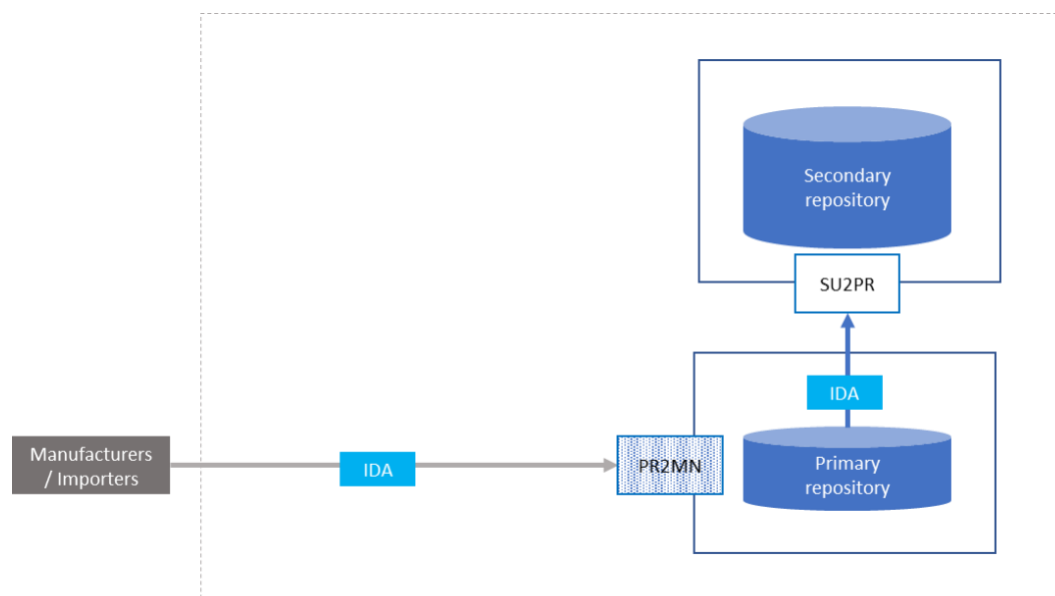 Secondary
repository
SU2PR
IDA
Manufacturers
/ Importers
IDA
PR2MN
Primary
repository